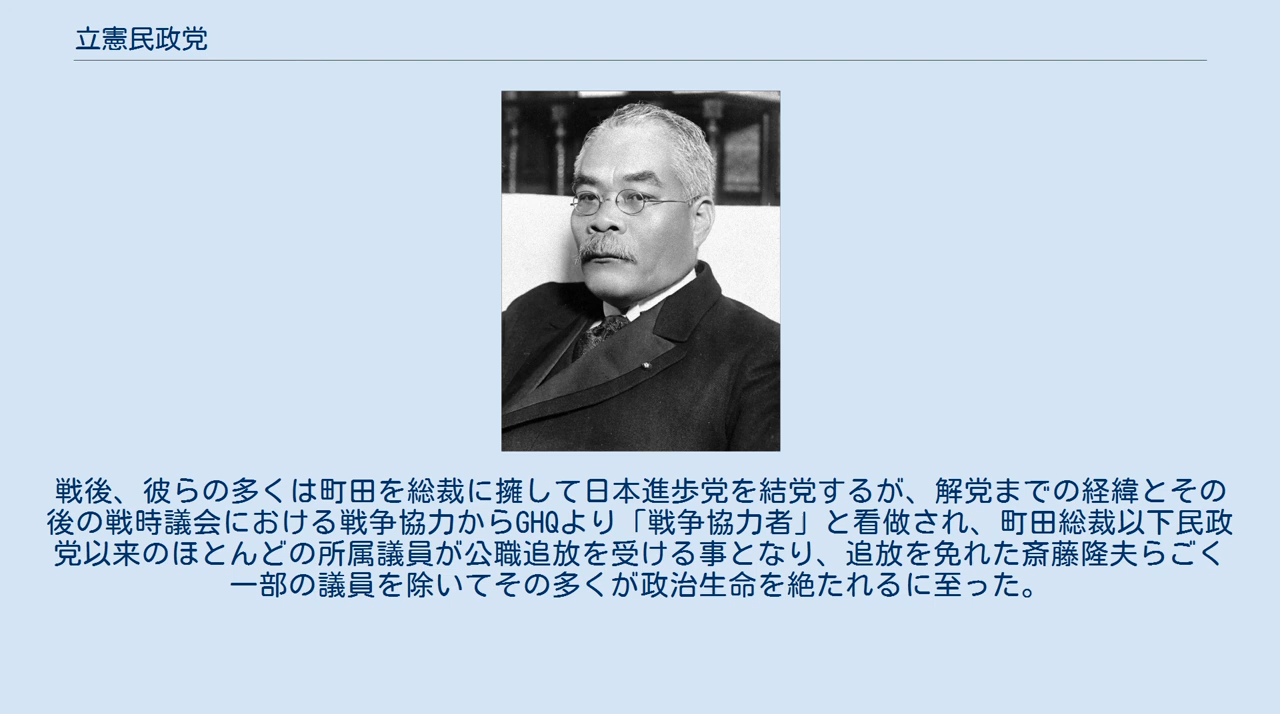 立憲民政党
戦後、彼らの多くは町田を総裁に擁して日本進歩党を結党するが、解党までの経緯とその
後の戦時議会における戦争協力からGHQより「戦争協力者」と看做され、町田総裁以下民政
党以来のほとんどの所属議員が公職追放を受ける事となり、追放を免れた斎藤隆夫らごく
一部の議員を除いてその多くが政治生命を絶たれるに至った。